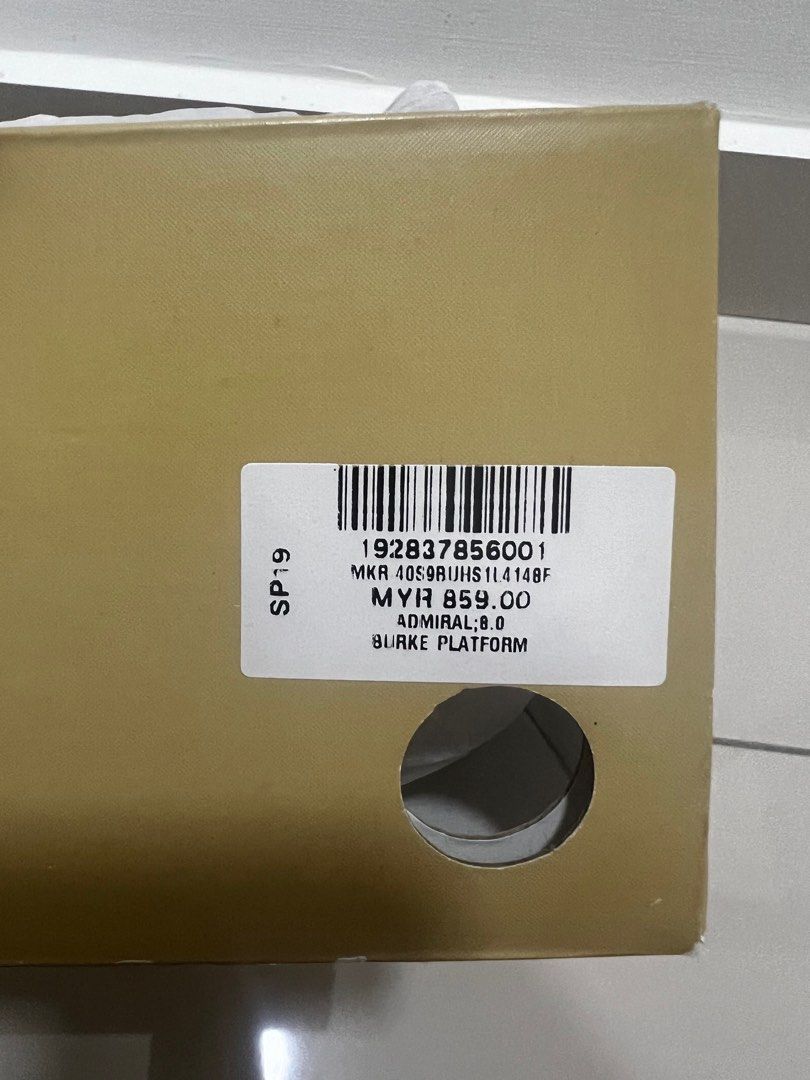 SP19
192837856001
MKR 40S9BUHS1L4148F
MYR 859.00
ADMIRAL;8.0
BURKE PLATFORM